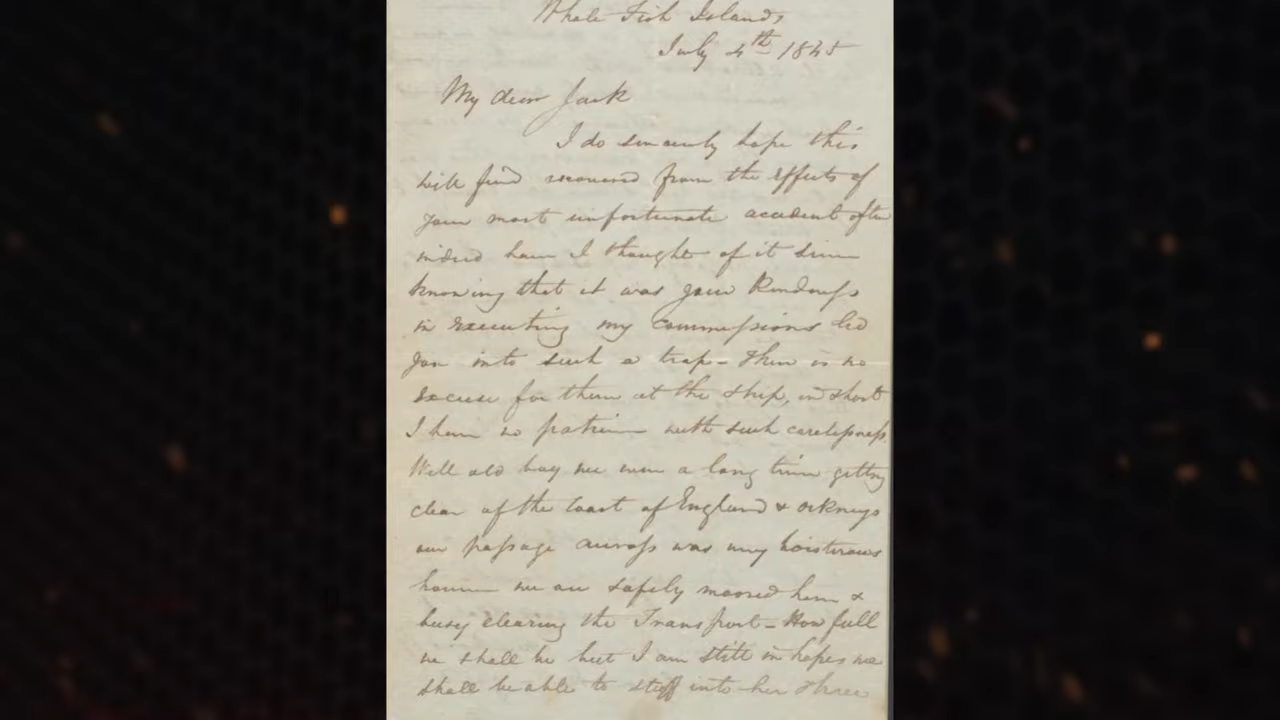 Whale Fish Islands
July 4th 1845
My dear Jack
I do sincerely hope this
will find recovered from the effects of
your most unfortunate accident often
indeed have I thought of it since
knowing that it was your Kindness
in executing my commissions led
you into such a trap - there is no
excuse for them at the ship, in short
I have no patience with such carelessness
Well old boy we were a long time getting
clear of the Coast of England & Orkneys
our passage across was very boisterous
however we are safely moored here &
busy clearing the Transport - How full
we shall be but I am still in hopes we
shall be able to stuff into her three